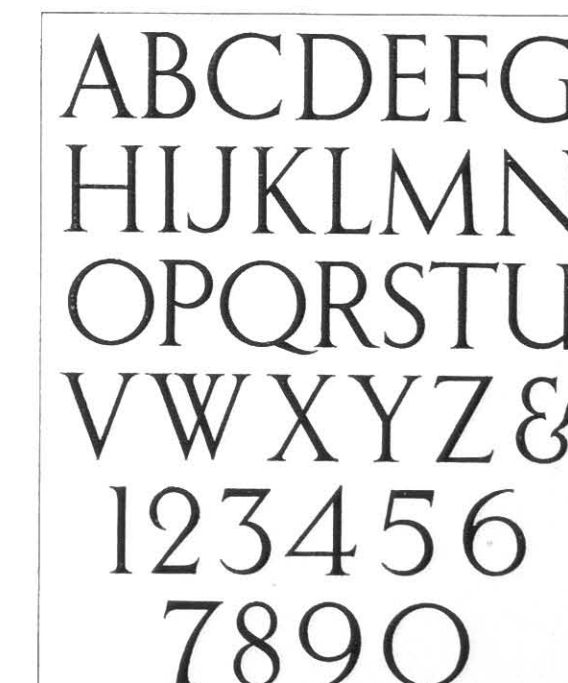 ABCDEFG
HIJKLMN
OPQRSTU
VWXYZ&
123456
7890